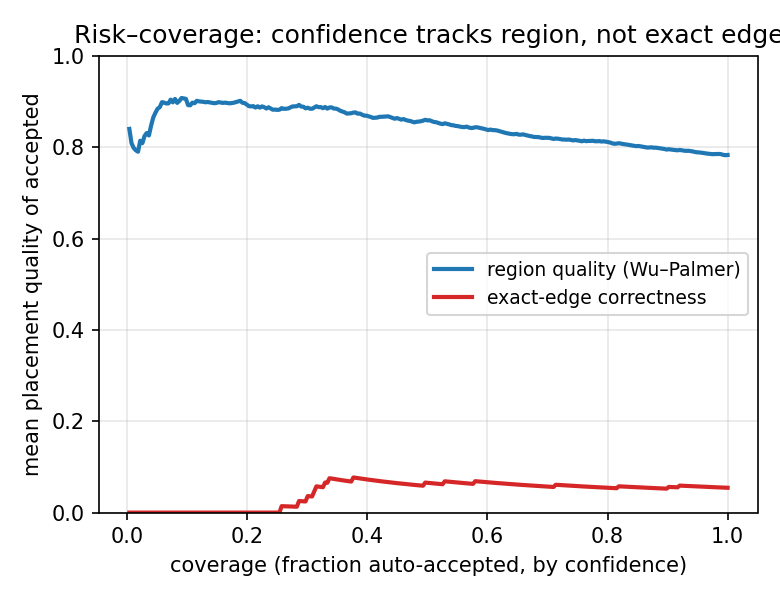 Risk–coverage: confidence tracks region, not exact edge
mean placement quality of accepted
1.0
0.8
0.6
0.4
0.2
0.0
region quality (Wu–Palmer)
exact-edge correctness
0.0 0.2 0.4 0.6 0.8 1.0
coverage (fraction auto-accepted, by confidence)